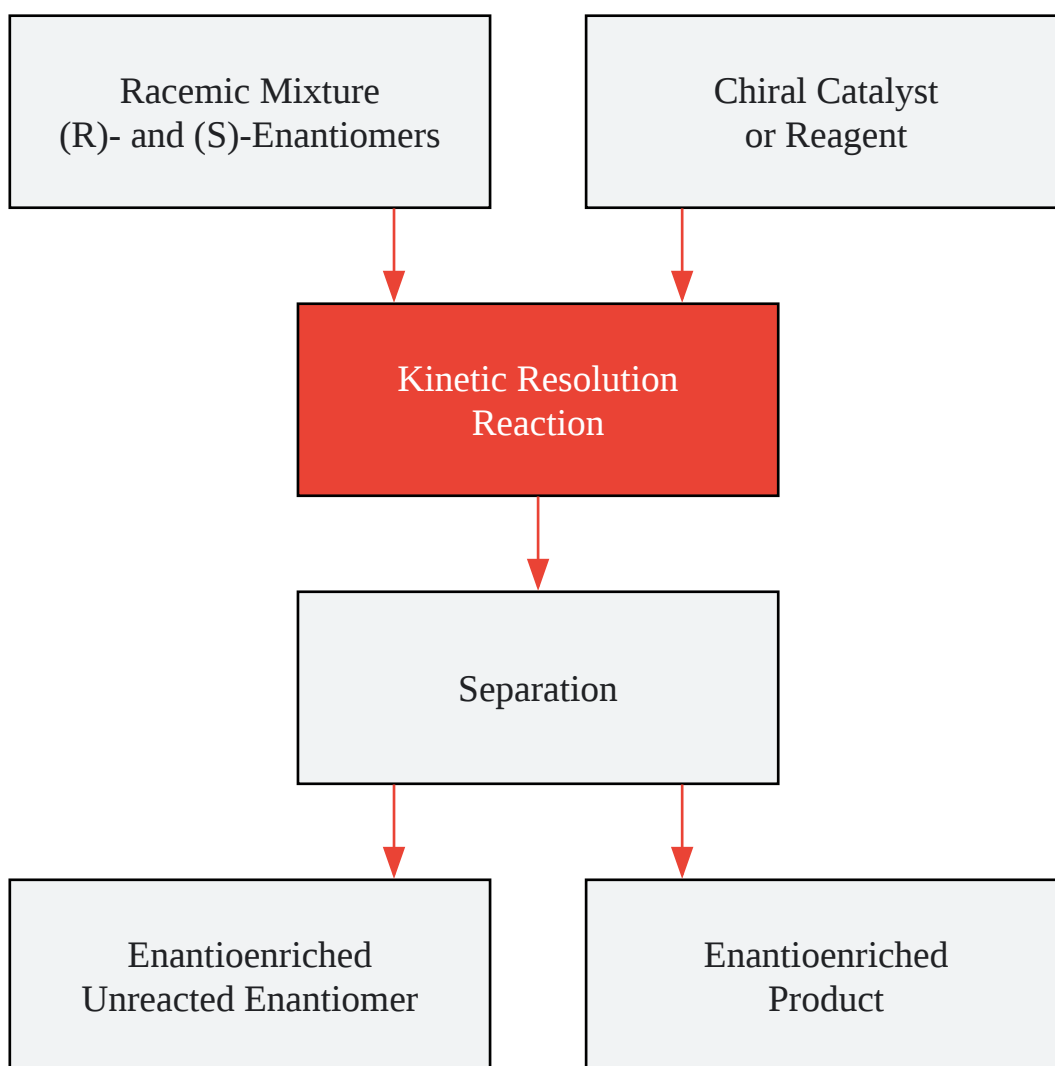 Racemic Mixture
(R)- and (S)-Enantiomers
Chiral Catalyst
or Reagent
Kinetic Resolution
Reaction
Separation
Enantioenriched
Unreacted Enantiomer
Enantioenriched
Product